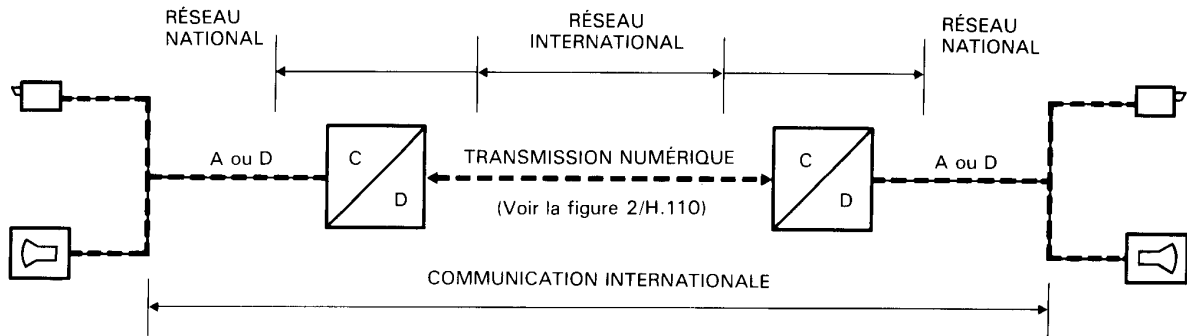 RÉSEAU
NATIONAL
RÉSEAU
INTERNATIONAL
RÉSEAU
NATIONAL
A ou D
C
D
TRANSMISSION NUMÉRIQUE
(Voir la figure 2/H.110)
C
D
A ou D
COMMUNICATION INTERNATIONALE